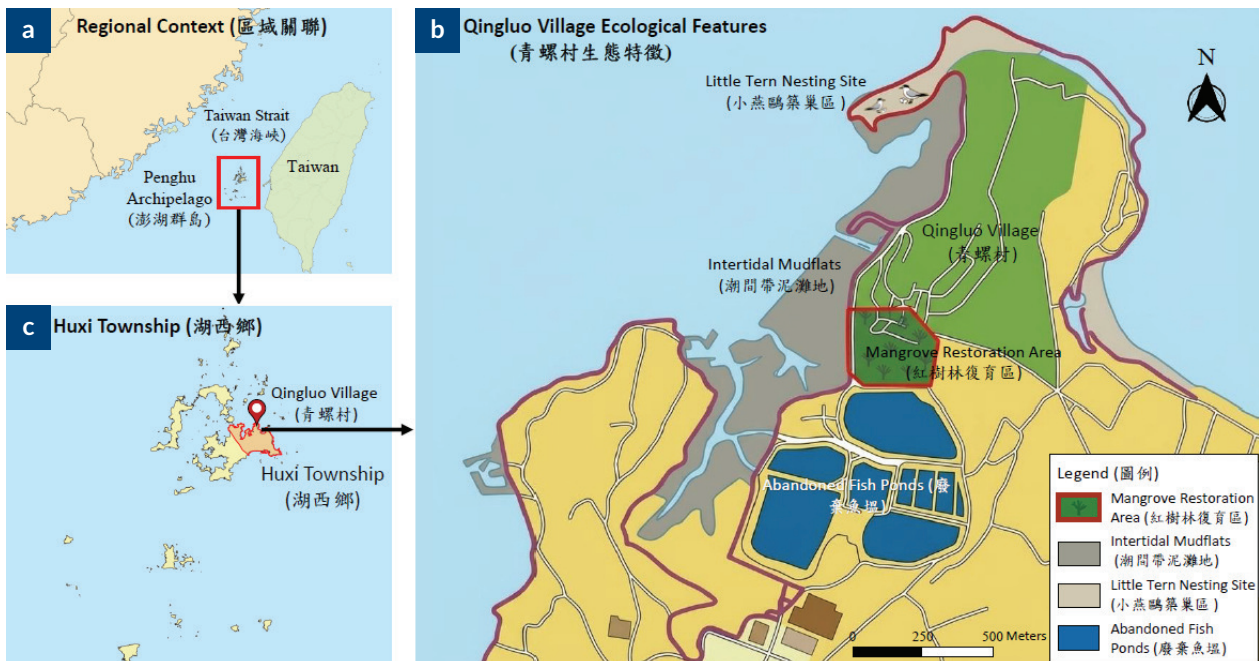 a
Regional Context (區域關聯)
Taiwan Strait
(台灣海峽)
Taiwan
Penghu
Archipelago
(澎湖群島)
c
Huxi Township (湖西鄉)
Qingluo Village
(青螺村)
Huxi Township
(湖西鄉)
b
Qingluo Village Ecological Features
(青螺村生態特徵)
Little Tern Nesting Site
(小燕鷗築巢區)
N
Qingluo Village
(青螺村)
Intertidal Mudflats
(潮間帶泥灘地)
Mangrove Restoration Area
(紅樹林復育區)
Abandoned Fish Ponds (廢
棄魚塭)
Legend (圖例)
Mangrove Restoration
Area (紅樹林復育區)
Intertidal Mudflats
(潮間帶泥灘地)
Little Tern Nesting Site
(小燕鷗築巢區)
Abandoned Fish
Ponds (廢棄魚塭)
0 250 500 Meters